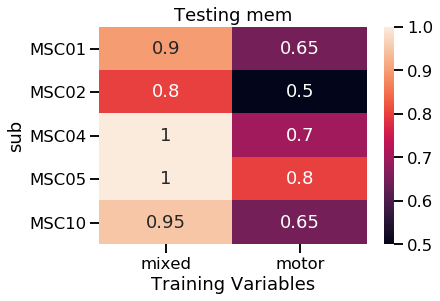 Testing mem
sub
MSC01 0.9 0.65
MSC02 0.8 0.5
MSC04 1 0.7
MSC05 1 0.8
MSC10 0.95 0.65
mixed motor
Training Variables
1.0
0.9
0.8
0.7
0.6
0.5